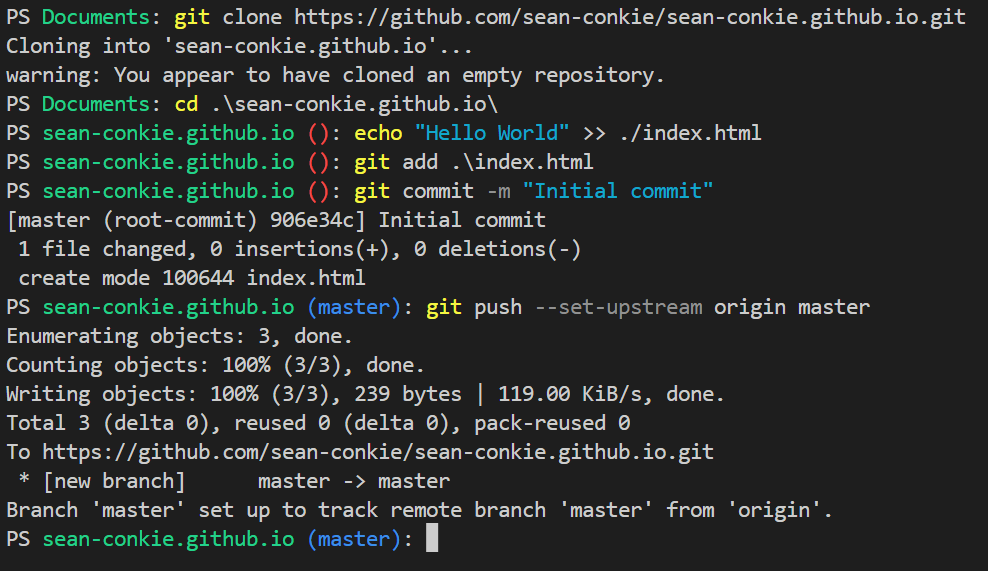 PS Documents: git clone https://github.com/sean-conkie/sean-conkie.github.io.git
Cloning into 'sean-conkie.github.io'...
warning: You appear to have cloned an empty repository.
PS Documents: cd .\sean-conkie.github.io\
PS sean-conkie.github.io (): echo "Hello World" >> ./index.html
PS sean-conkie.github.io (): git add .\index.html
PS sean-conkie.github.io (): git commit -m "Initial commit"
[master (root-commit) 906e34c] Initial commit
 1 file changed, 0 insertions(+), 0 deletions(-)
 create mode 100644 index.html
PS sean-conkie.github.io (master): git push --set-upstream origin master
Enumerating objects: 3, done.
Counting objects: 100% (3/3), done.
Writing objects: 100% (3/3), 239 bytes | 119.00 KiB/s, done.
Total 3 (delta 0), reused 0 (delta 0), pack-reused 0
To https://github.com/sean-conkie/sean-conkie.github.io.git
 * [new branch]      master -> master
Branch 'master' set up to track remote branch 'master' from 'origin'.
PS sean-conkie.github.io (master):